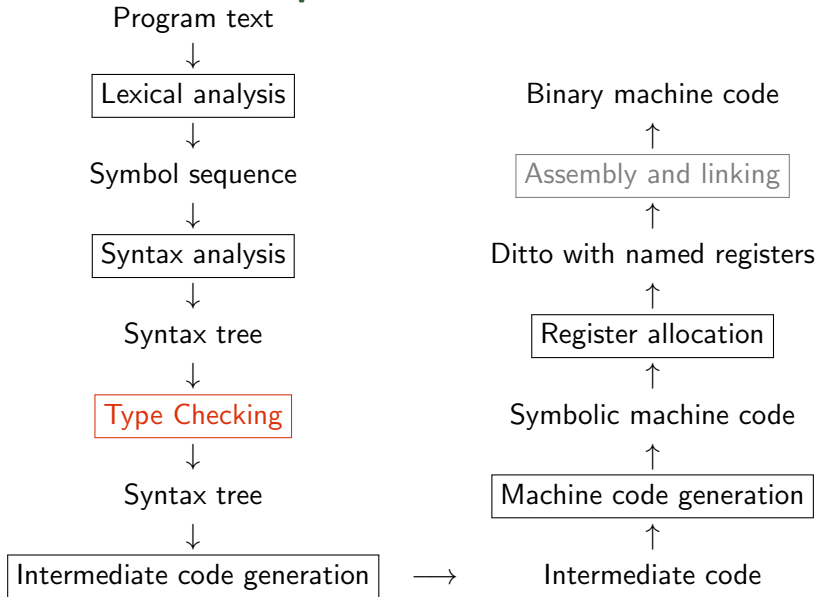 Program text
↓
Lexical analysis
↓
Symbol sequence
↓
Syntax analysis
↓
Syntax tree
↓
Type Checking
↓
Syntax tree
↓
Intermediate code generation
⟶
Intermediate code
↑
Machine code generation
↑
Symbolic machine code
↑
Register allocation
↑
Ditto with named registers
↑
Assembly and linking
↑
Binary machine code